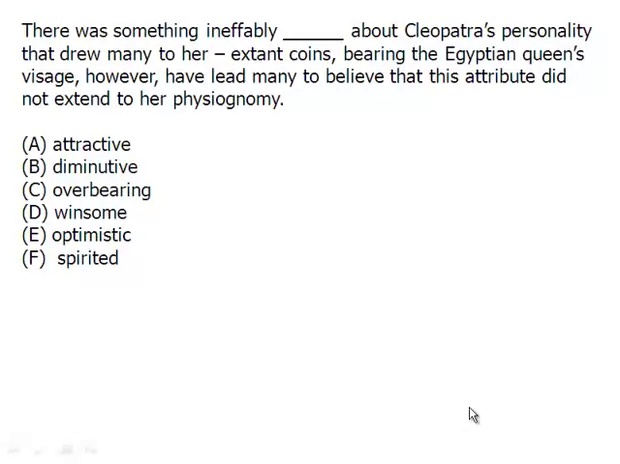 There was something ineffably ______ about Cleopatra’s personality
that drew many to her – extant coins, bearing the Egyptian queen’s
visage, however, have lead many to believe that this attribute did
not extend to her physiognomy.
(A) attractive
(B) diminutive
(C) overbearing
(D) winsome
(E) optimistic
(F) spirited